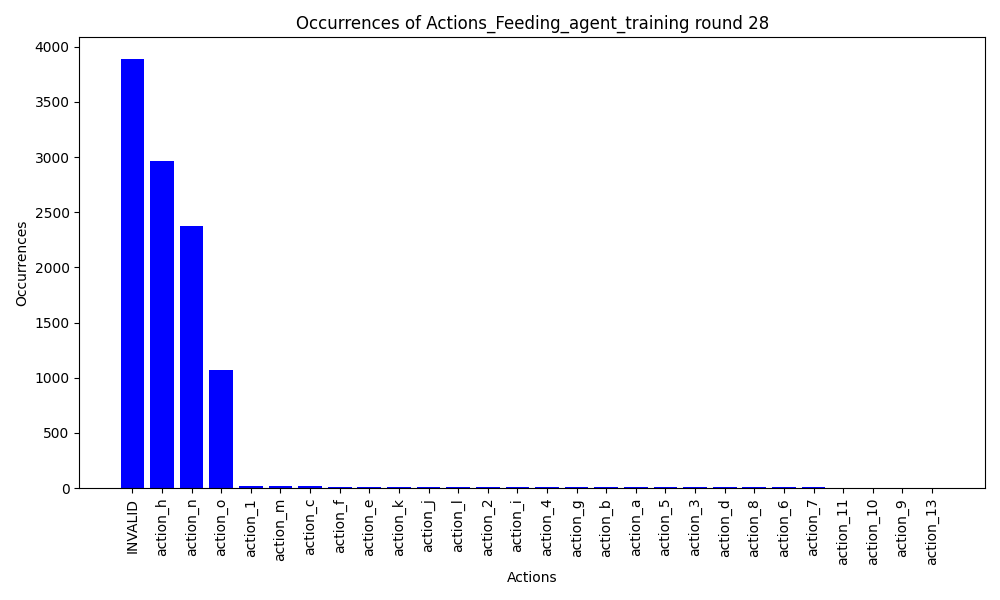 Occurrences of Actions_Feeding_agent_training round 28
Occurrences
4000
3500
3000
2500
2000
1500
1000
500
0
INVALID
action_h
action_n
action_o
action_1
action_m
action_c
action_f
action_e
action_k
action_j
action_l
action_2
action_i
action_4
action_g
action_b
action_a
action_5
action_3
action_d
action_8
action_6
action_7
action_11
action_10
action_9
action_13
Actions